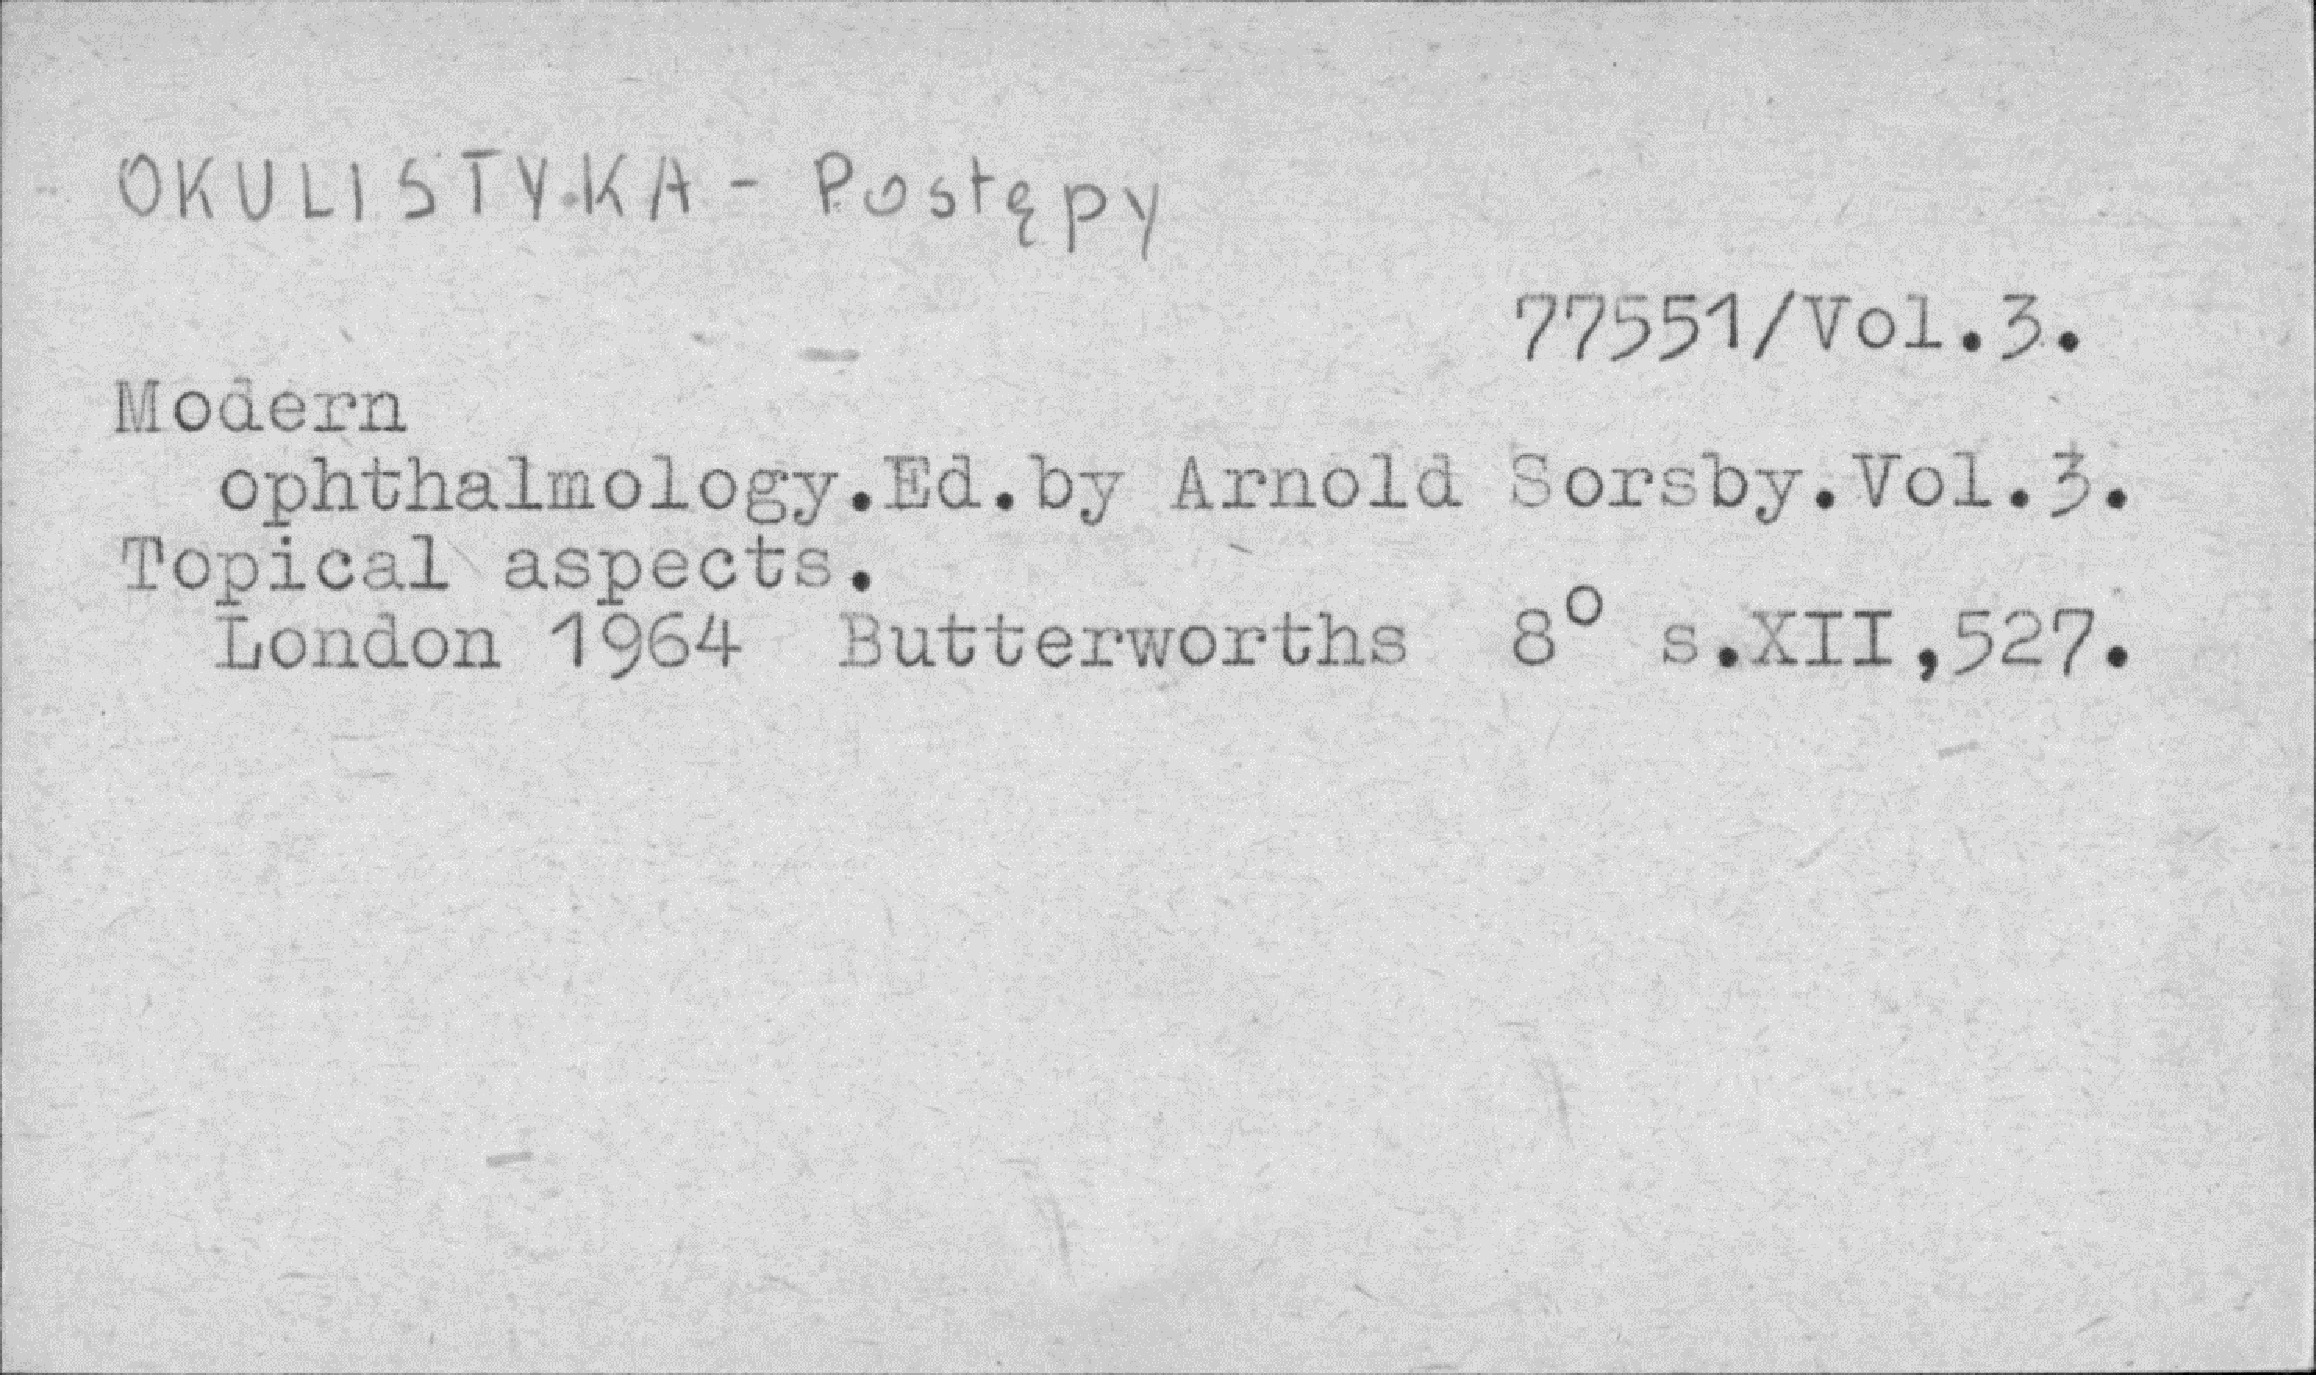 OKULISTYKA - Postępy
77551/Vol.3.
Modern
ophthalmology.Ed.by Arnold Sorsby.Vol.3.
Topical aspects.
London 1964 Butterworths 8° s.XII,527.